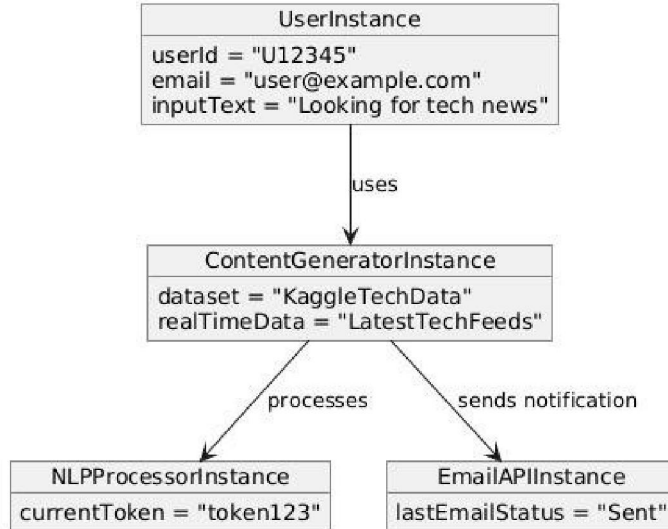 UserInstance
userId = "U12345"
email = "user@example.com"
inputText = "Looking for tech news"
uses
ContentGeneratorInstance
dataset = "KaggleTechData"
realTimeData = "LatestTechFeeds"
processes
sends notification
NLPProcessorInstance
currentToken = "token123"
EmailAPIInstance
lastEmailStatus = "Sent"